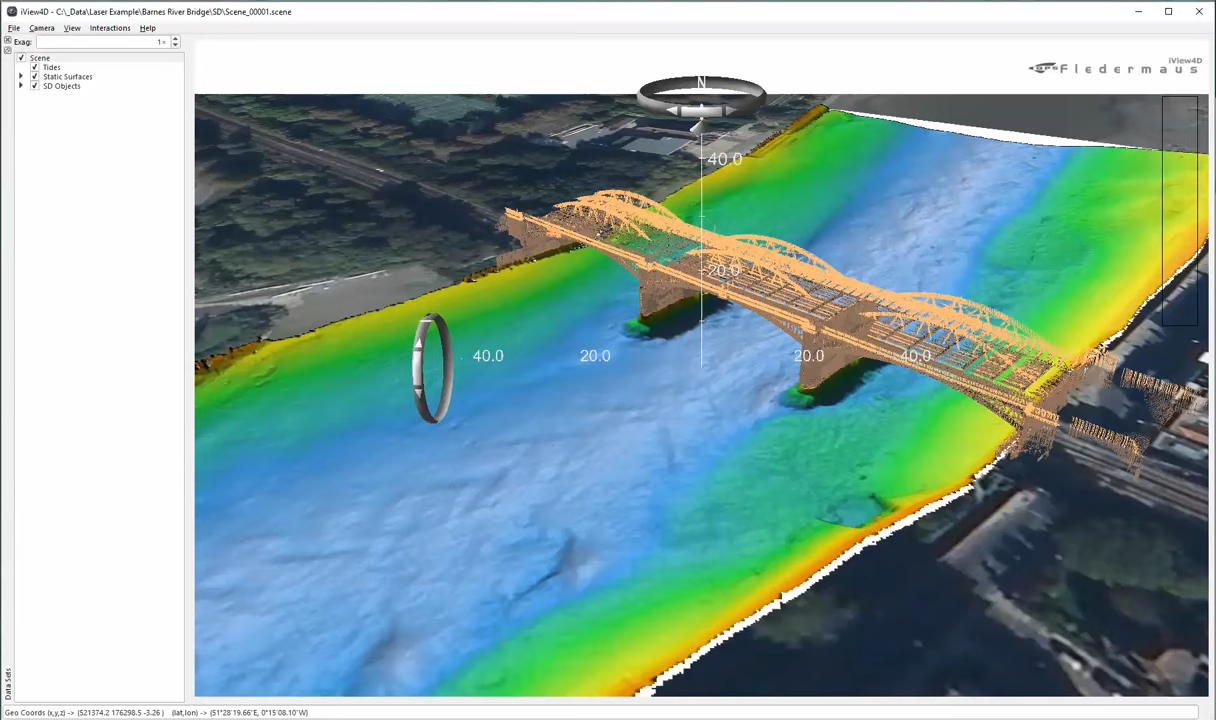 iView4D - C:\_Data\Laser Example\Barnes River Bridge\SD\Scene_00001.scene
File Camera View Interactions Help
Exag: 1×
Scene
Tides
Static Surfaces
SD Objects
Data Sets
iView4D
QPS Fledermaus
N
40.0
20.0
40.0 20.0 20.0 40.0
Geo Coords (x,y,z) -> (521374.2 176298.5 -3.26 ) (lat,lon) -> (51°28'19.66"E, 0°15'08.10"W)